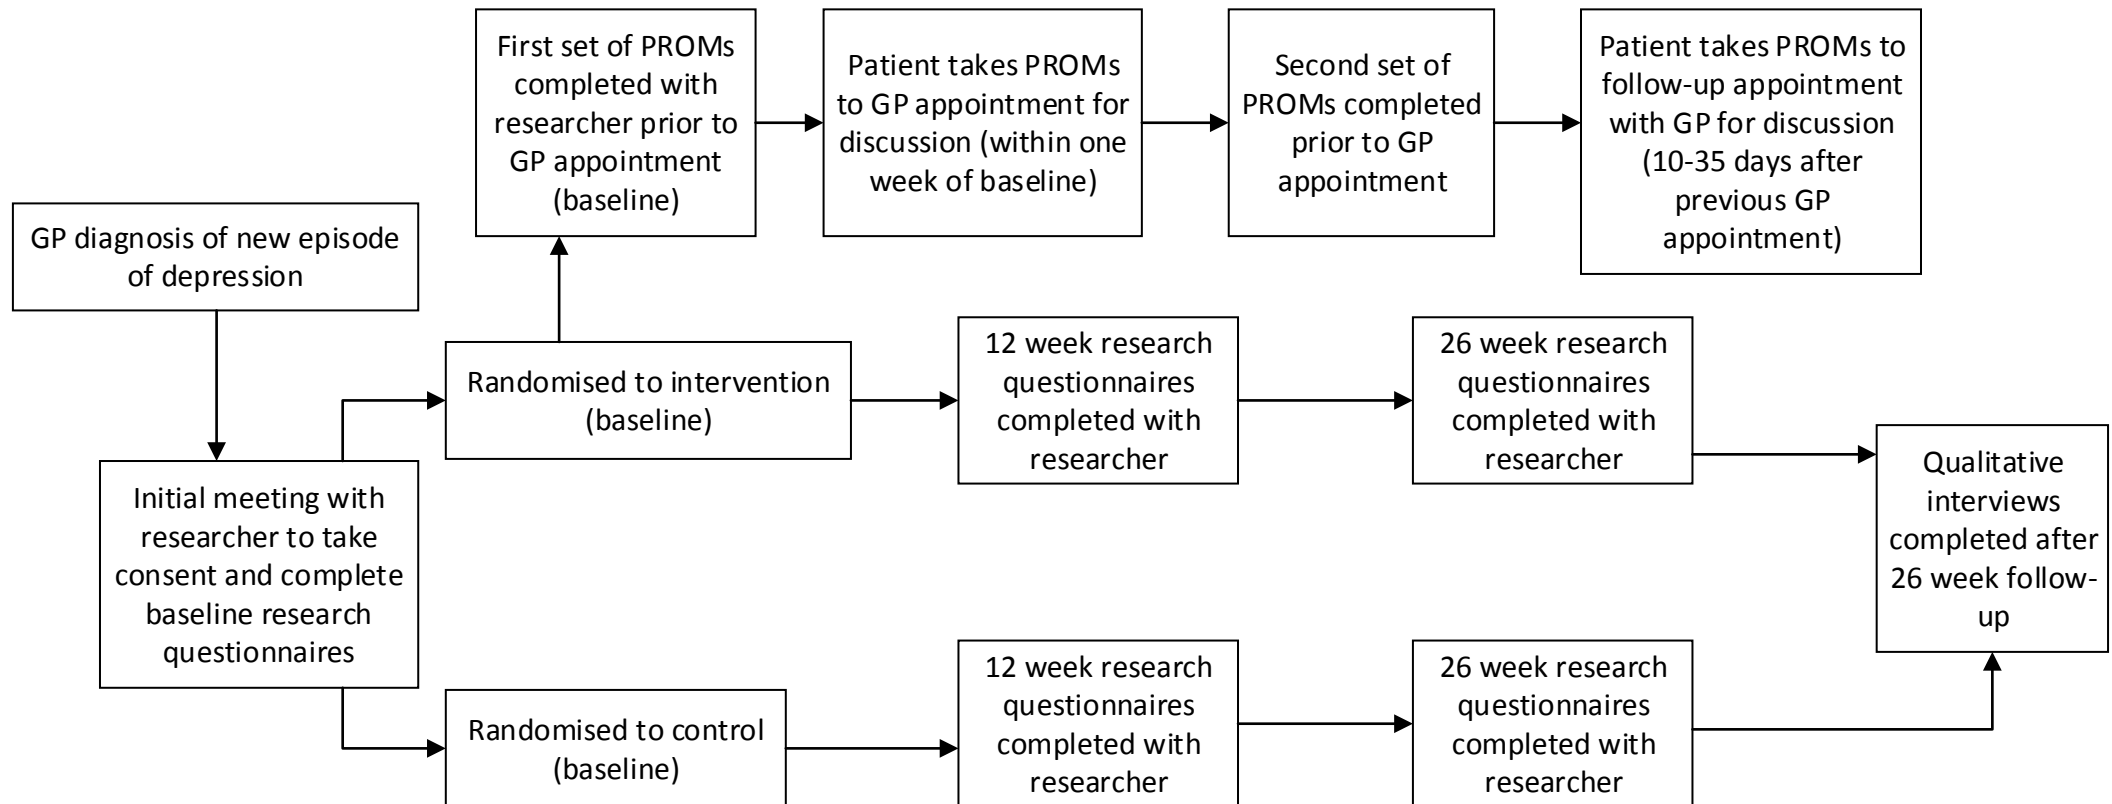 First set of PROMs
completed with
researcher prior to
GP appointment
(baseline)
Patient takes PROMs
to GP appointment for
discussion (within one
week of baseline)
Second set of
PROMs completed
prior to GP
appointment
Patient takes PROMs to
follow-up appointment
with GP for discussion
(10-35 days after
previous GP
appointment)
GP diagnosis of new episode
of depression
Initial meeting with
researcher to take
consent and complete
baseline research
questionnaires
Randomised to intervention
(baseline)
12 week research
questionnaires
completed with
researcher
26 week research
questionnaires
completed with
researcher
Randomised to control
(baseline)
12 week research
questionnaires
completed with
researcher
26 week research
questionnaires
completed with
researcher
Qualitative
interviews
completed after
26 week follow-
up